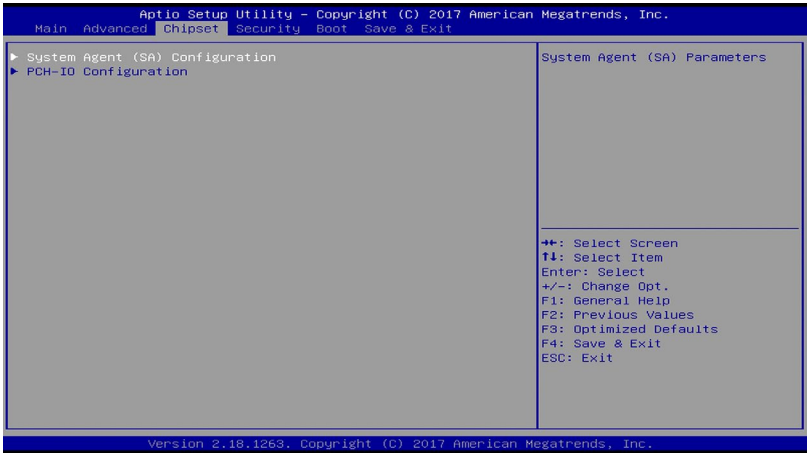 Aptio Setup Utility – Copyright (C) 2017 American Megatrends, Inc.
Main Advanced Chipset Security Boot Save & Exit
► System Agent (SA) Configuration
► PCH-IO Configuration
System Agent (SA) Parameters
→←: Select Screen
↑↓: Select Item
Enter: Select
+/-: Change Opt.
F1: General Help
F2: Previous Values
F3: Optimized Defaults
F4: Save & Exit
ESC: Exit
Version 2.18.1263. Copyright (C) 2017 American Megatrends, Inc.